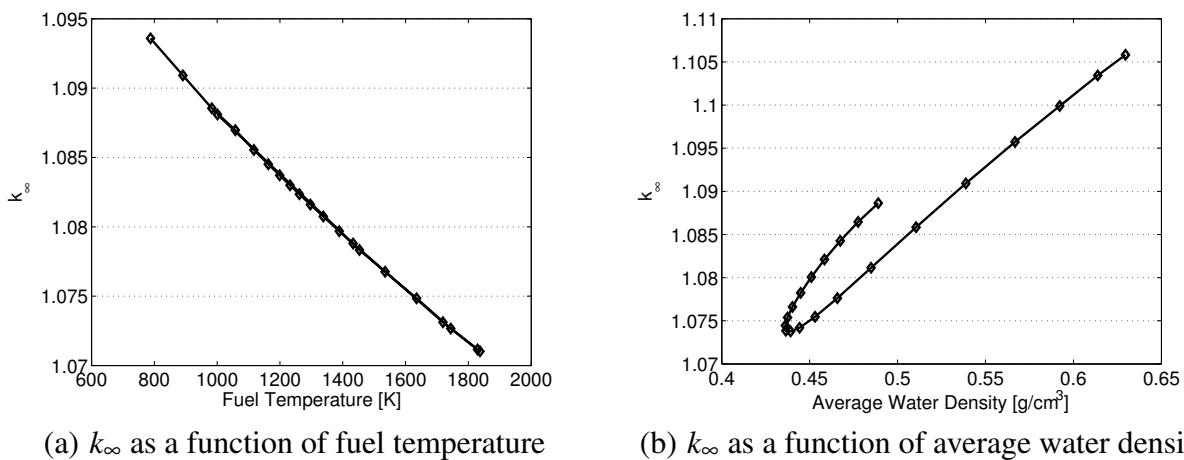 (a)
1.095
1.09
1.085
1.08
1.075
1.07
k∞
600 800 1000 1200 1400 1600 1800 2000
Fuel Temperature [K]
(a) k∞ as a function of fuel temperature
(b)
1.11
1.105
1.1
1.095
1.09
1.085
1.08
1.075
1.07
k∞
0.4 0.45 0.5 0.55 0.6 0.65
Average Water Density [g/cm³]
(b) k∞ as a function of average water densi